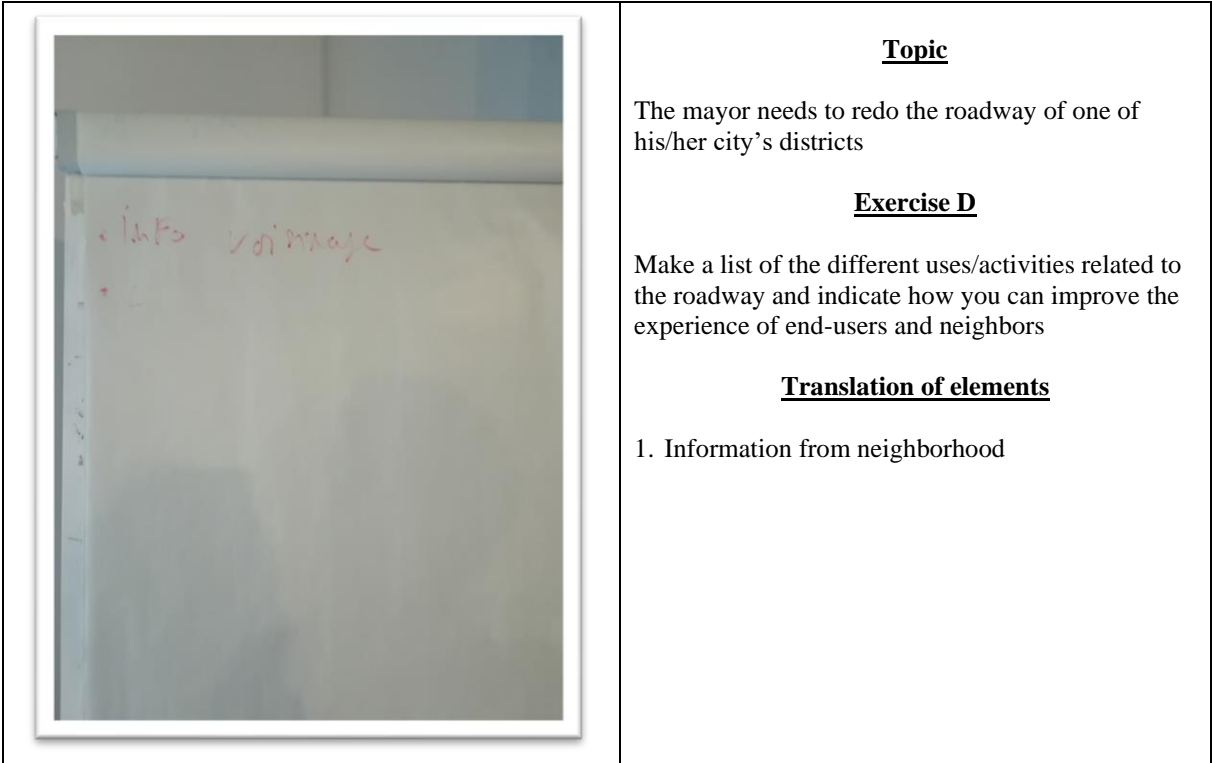 • Info voisinage
•
Topic
The mayor needs to redo the roadway of one of
his/her city’s districts
Exercise D
Make a list of the different uses/activities related to
the roadway and indicate how you can improve the
experience of end-users and neighbors
Translation of elements
1. Information from neighborhood